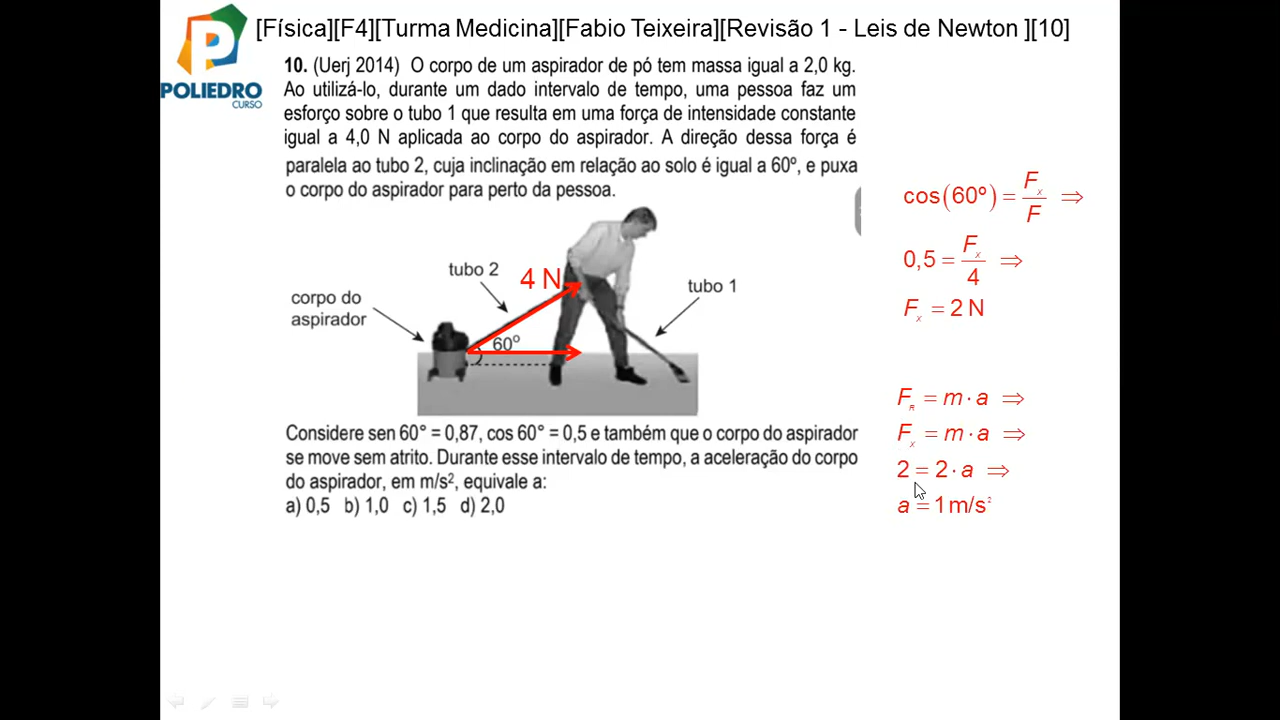 [Física][F4][Turma Medicina][Fabio Teixeira][Revisão 1 - Leis de Newton ][10]
POLIEDRO
CURSO
10. (Uerj 2014) O corpo de um aspirador de pó tem massa igual a 2,0 kg.
Ao utilizá-lo, durante um dado intervalo de tempo, uma pessoa faz um
esforço sobre o tubo 1 que resulta em uma força de intensidade constante
igual a 4,0 N aplicada ao corpo do aspirador. A direção dessa força é
paralela ao tubo 2, cuja inclinação em relação ao solo é igual a 60º, e puxa
o corpo do aspirador para perto da pessoa.
tubo 2
4 N
tubo 1
corpo do
aspirador
60º
Considere sen 60° = 0,87, cos 60° = 0,5 e também que o corpo do aspirador
se move sem atrito. Durante esse intervalo de tempo, a aceleração do corpo
do aspirador, em m/s², equivale a:
a) 0,5 b) 1,0 c) 1,5 d) 2,0
cos(60º) = Fx/F ⇒
0,5 = Fx/4 ⇒
Fx = 2 N
FR = m · a ⇒
Fx = m · a ⇒
2 = 2 · a ⇒
a = 1 m/s²